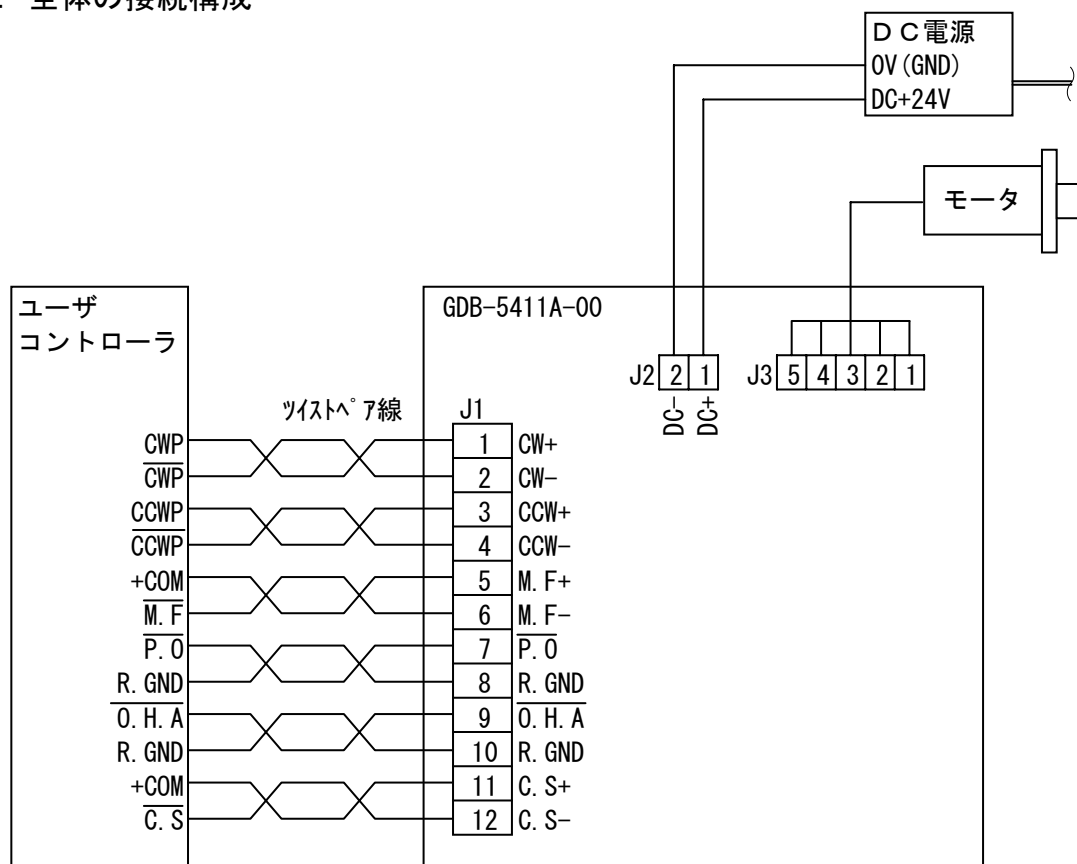 全体の接続構成
DC電源
0V(GND)
DC+24V
モータ
ユーザ
コントローラ
GDB-5411A-00
J2 2 1
DC- DC+
J3 5 4 3 2 1
ツイストペア線
J1
CWP 1 CW+
C̅W̅P̅ 2 CW-
CCWP 3 CCW+
C̅C̅W̅P̅ 4 CCW-
+COM 5 M.F+
M̅.̅F̅ 6 M.F-
P̅.̅O̅ 7 P̅.̅O̅
R.GND 8 R.GND
O̅.̅H̅.̅A̅ 9 O̅.̅H̅.̅A̅
R.GND 10 R.GND
+COM 11 C.S+
C̅.̅S̅ 12 C.S-